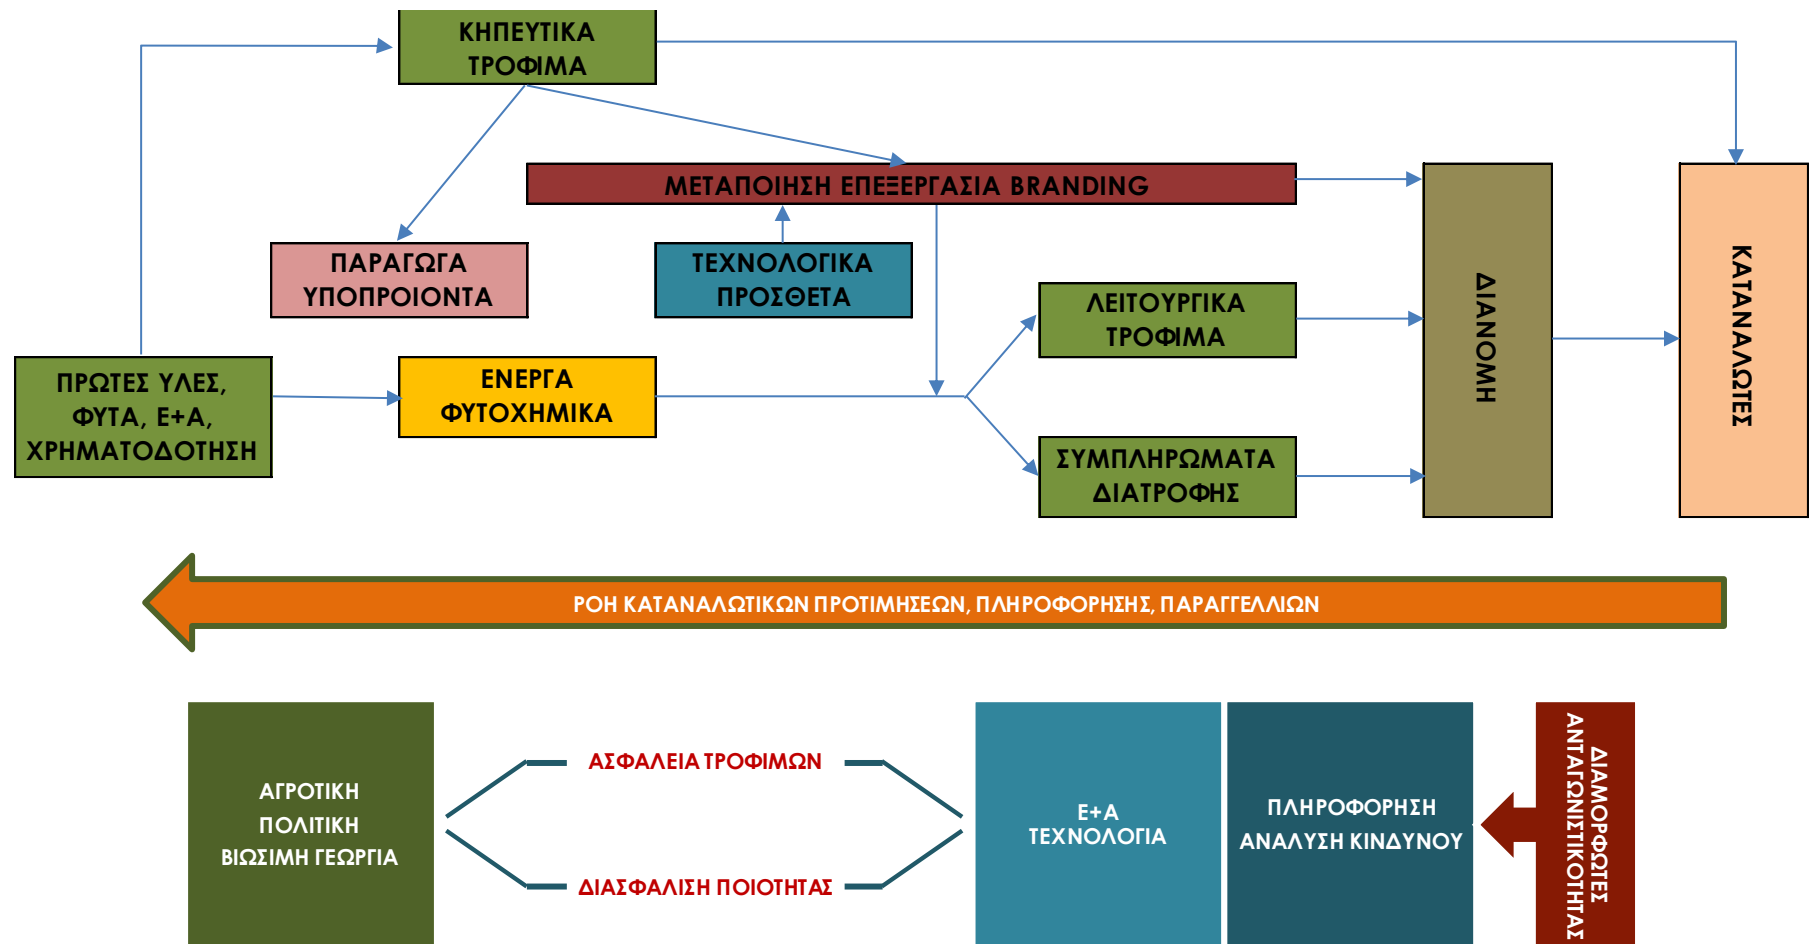 ΚΗΠΕΥΤΙΚΑ
ΤΡΟΦΙΜΑ
ΜΕΤΑΠΟΙΗΣΗ ΕΠΕΞΕΡΓΑΣΙΑ BRANDING
ΠΑΡΑΓΩΓΑ
ΥΠΟΠΡΟΙΟΝΤΑ
ΤΕΧΝΟΛΟΓΙΚΑ
ΠΡΟΣΘΕΤΑ
ΛΕΙΤΟΥΡΓΙΚΑ
ΤΡΟΦΙΜΑ
ΔΙΑΝΟΜΗ
ΚΑΤΑΝΑΛΩΤΕΣ
ΠΡΩΤΕΣ ΥΛΕΣ,
ΦΥΤΑ, Ε+Α,
ΧΡΗΜΑΤΟΔΟΤΗΣΗ
ΕΝΕΡΓΑ
ΦΥΤΟΧΗΜΙΚΑ
ΣΥΜΠΛΗΡΩΜΑΤΑ
ΔΙΑΤΡΟΦΗΣ
ΡΟΗ ΚΑΤΑΝΑΛΩΤΙΚΩΝ ΠΡΟΤΙΜΗΣΕΩΝ, ΠΛΗΡΟΦΟΡΗΣΗΣ, ΠΑΡΑΓΓΕΛΛΙΩΝ
ΑΓΡΟΤΙΚΗ
ΠΟΛΙΤΙΚΗ
ΒΙΩΣΙΜΗ ΓΕΩΡΓΙΑ
ΑΣΦΑΛΕΙΑ ΤΡΟΦΙΜΩΝ
ΔΙΑΣΦΑΛΙΣΗ ΠΟΙΟΤΗΤΑΣ
Ε+Α
ΤΕΧΝΟΛΟΓΙΑ
ΠΛΗΡΟΦΟΡΗΣΗ
ΑΝΑΛΥΣΗ ΚΙΝΔΥΝΟΥ
ΔΙΑΜΟΡΦΩΤΕΣ
ΑΝΤΑΓΩΝΙΣΤΙΚΟΤΗΤΑΣ